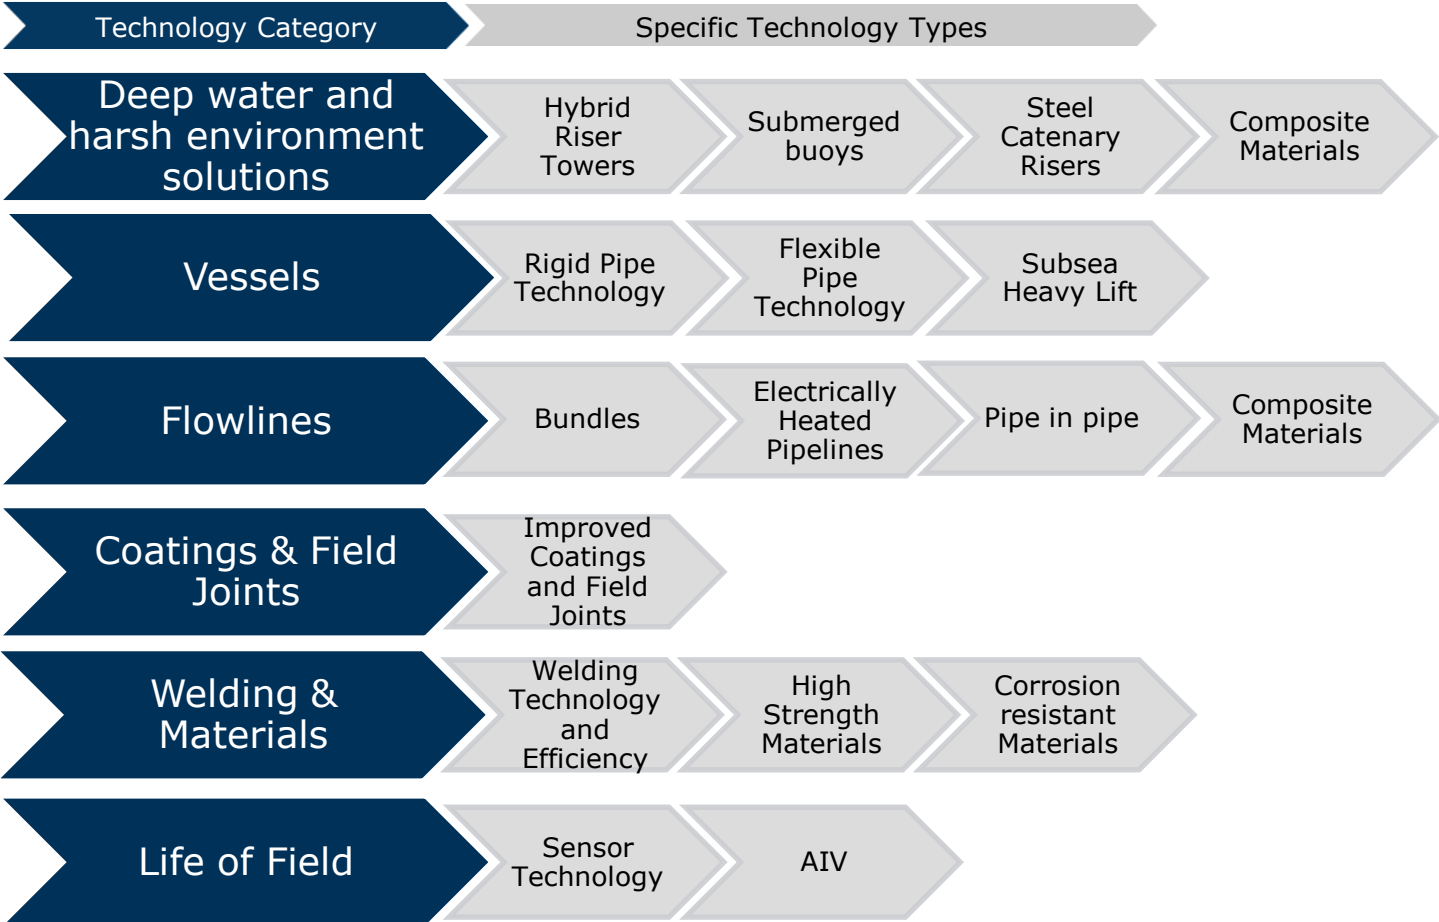 Technology Category
Specific Technology Types
Deep water and
harsh environment
solutions
Hybrid
Riser
Towers
Submerged
buoys
Steel
Catenary
Risers
Composite
Materials
Vessels
Rigid Pipe
Technology
Flexible
Pipe
Technology
Subsea
Heavy Lift
Flowlines
Bundles
Electrically
Heated
Pipelines
Pipe in pipe
Composite
Materials
Coatings & Field
Joints
Improved
Coatings
and Field
Joints
Welding &
Materials
Welding
Technology
and
Efficiency
High
Strength
Materials
Corrosion
resistant
Materials
Life of Field
Sensor
Technology
AIV